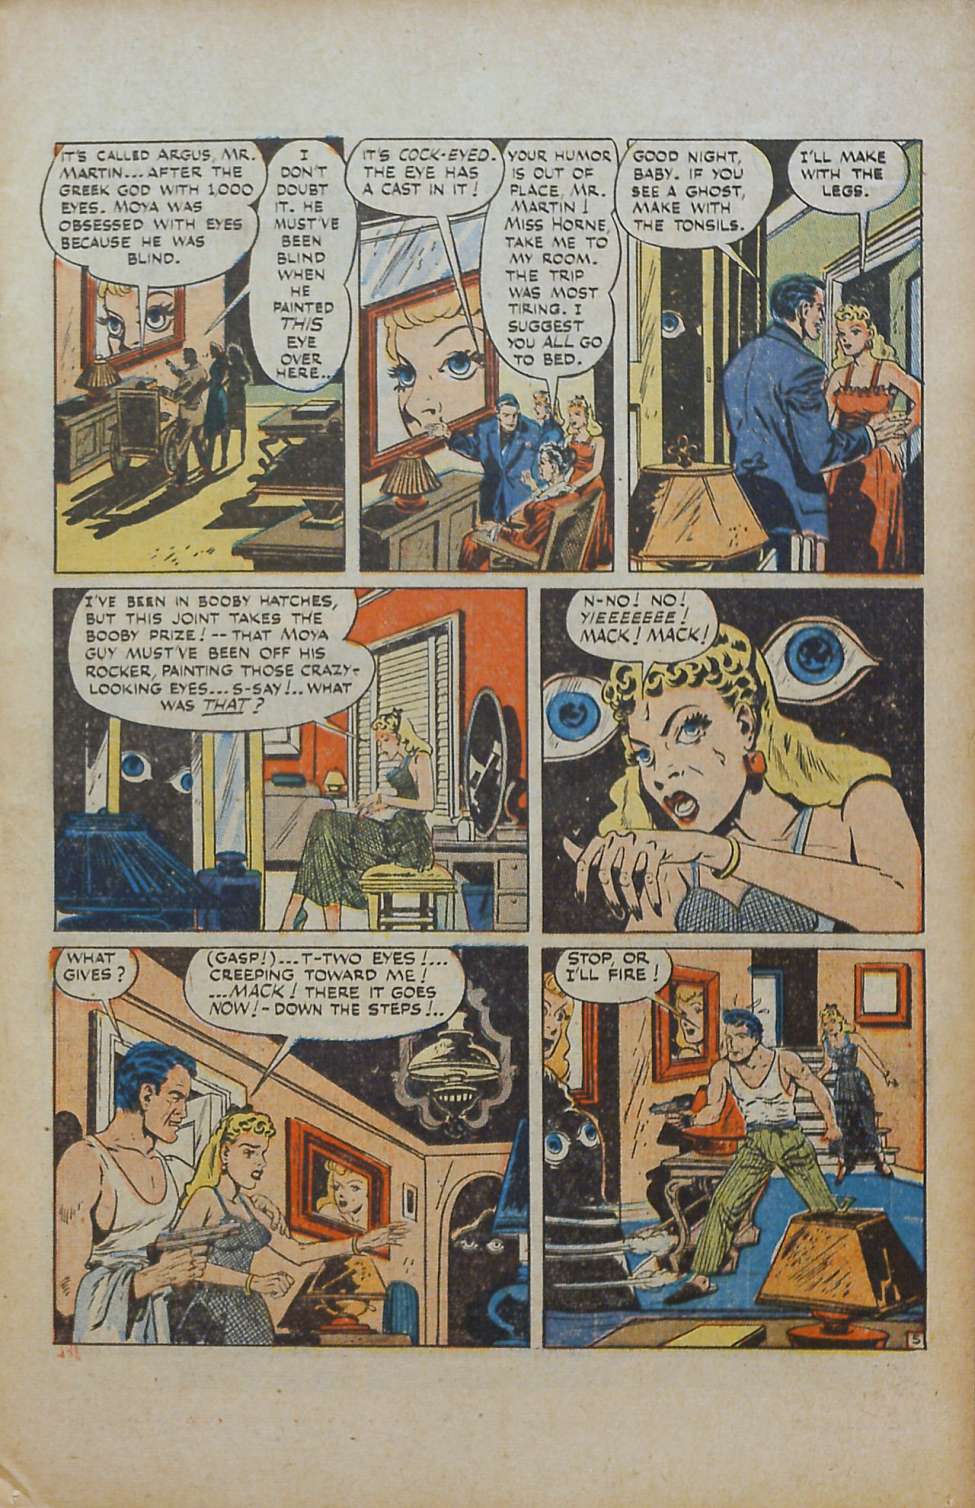 IT'S CALLED ARGUS, MR.
MARTIN... AFTER THE
GREEK GOD WITH 1,000
EYES. MOYA WAS
OBSESSED WITH EYES
BECAUSE HE WAS
BLIND.
I
DON'T
DOUBT
IT. HE
MUST'VE
BEEN
BLIND
WHEN
HE
PAINTED
THIS
EYE
OVER
HERE...
IT'S COCK-EYED.
THE EYE HAS
A CAST IN IT!
YOUR HUMOR
IS OUT OF
PLACE, MR.
MARTIN!
MISS HORNE,
TAKE ME TO
MY ROOM.
THE TRIP
WAS MOST
TIRING. I
SUGGEST
YOU ALL GO
TO BED.
GOOD NIGHT,
BABY. IF YOU
SEE A GHOST,
MAKE WITH
THE TONSILS.
I'LL MAKE
WITH THE
LEGS.
I'VE BEEN IN BOOBY HATCHES,
BUT THIS JOINT TAKES THE
BOOBY PRIZE! -- THAT MOYA
GUY MUST'VE BEEN OFF HIS
ROCKER, PAINTING THOSE CRAZY-
LOOKING EYES... S-SAY!.. WHAT
WAS THAT?
N-NO! NO!
YIEEEEEEE!
MACK! MACK!
WHAT
GIVES?
(GASP!)...T-TWO EYES!...
CREEPING TOWARD ME!
...MACK! THERE IT GOES
NOW!- DOWN THE STEPS!..
STOP, OR
I'LL FIRE!
5